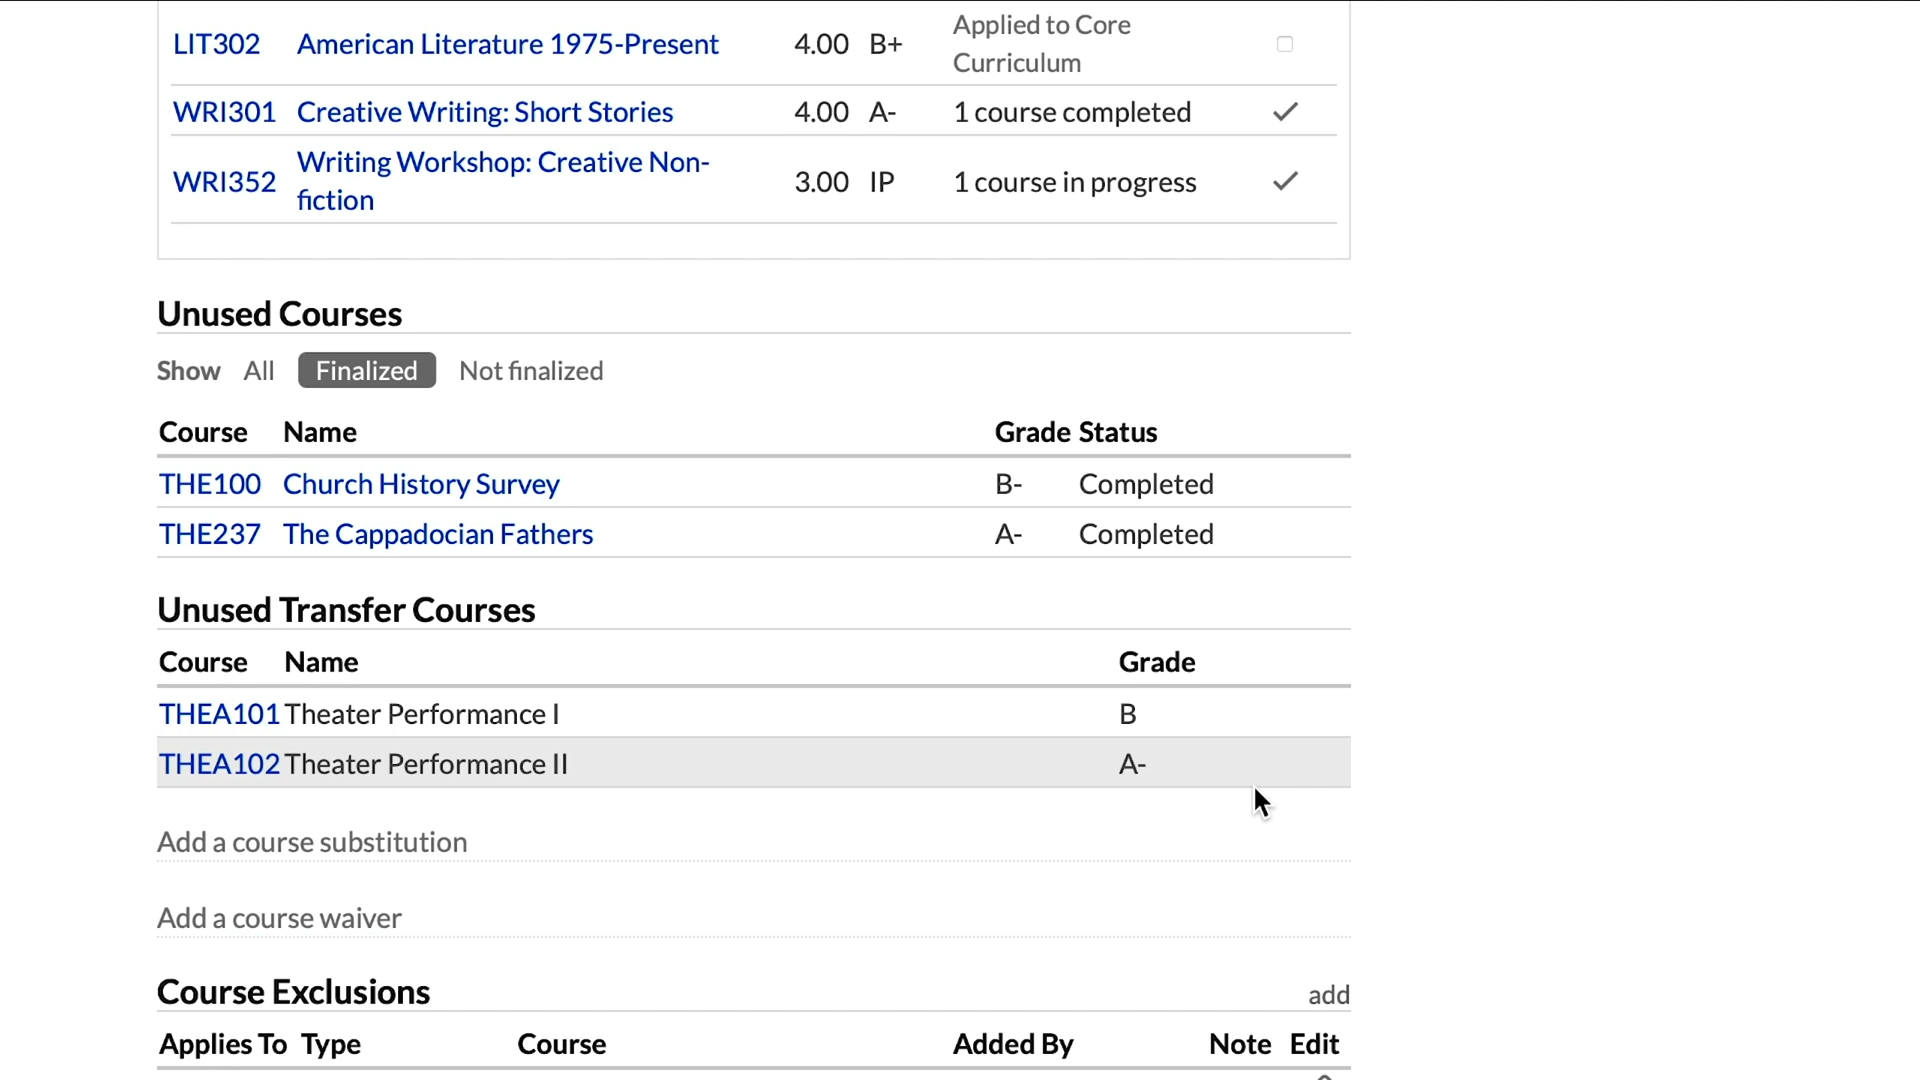 Applied to Core
LIT302 American Literature 1975-Present 4.00 B+
Curriculum
WRI301 Creative Writing: Short Stories 4.00 A- 1 course completed
Writing Workshop: Creative Non-
WRI352 3.00 IP 1 course in progress
fiction
Unused Courses
Show All Finalized Not finalized
Course Name Grade Status
THE100 Church History Survey B- Completed
THE237 The Cappadocian Fathers A- Completed
Unused Transfer Courses
Course Name Grade
THEA101 Theater Performance I B
THEA102 Theater Performance II A-
Add a course substitution
Add a course waiver
Course Exclusions add
Applies To Type Course Added By Note Edit